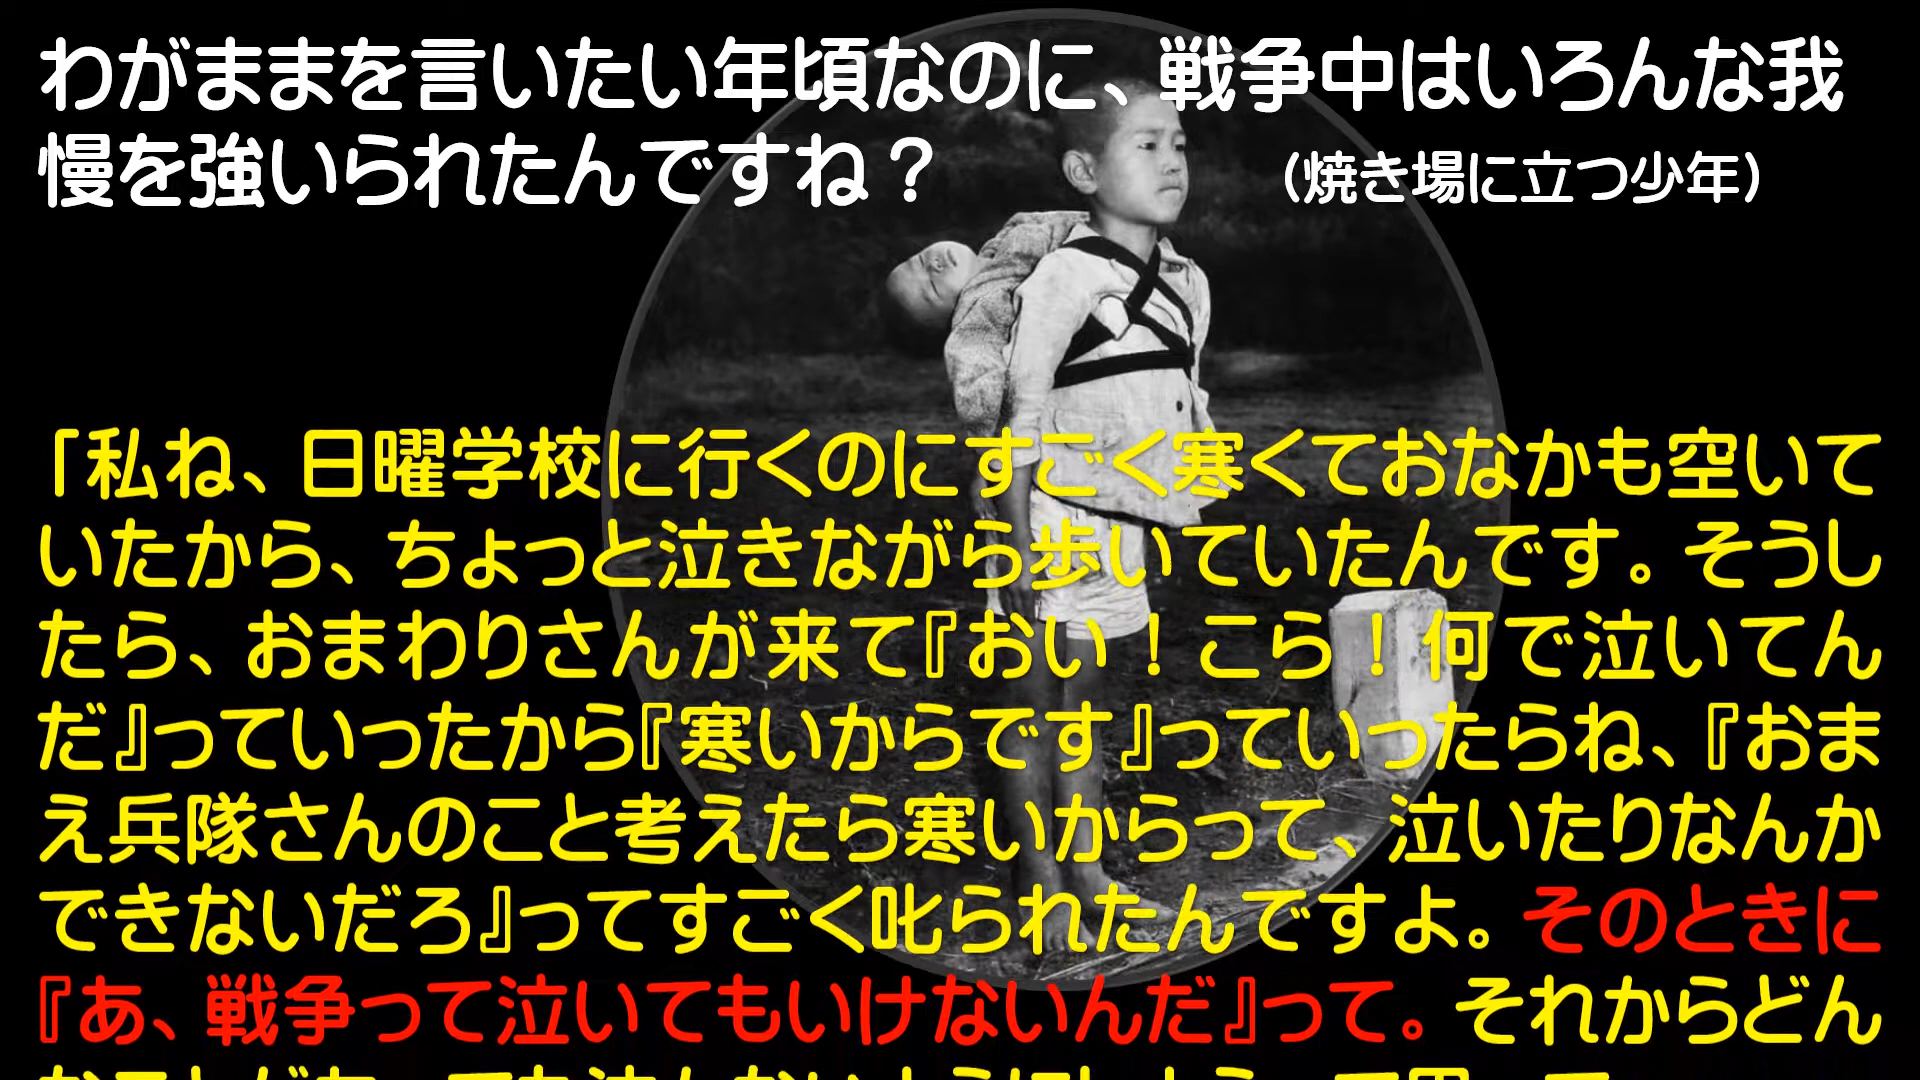 わがままを言いたい年頃なのに、戦争中はいろんな我
慢を強いられたんですね？
（焼き場に立つ少年）
「私ね、日曜学校に行くのにすごく寒くておなかも空いて
いたから、ちょっと泣きながら歩いていたんです。そうし
たら、おまわりさんが来て『おい！こら！何で泣いてん
だ』っていったから『寒いからです』っていったらね、『おま
え兵隊さんのこと考えたら寒いからって、泣いたりなんか
できないだろ』ってすごく叱られたんですよ。そのときに
『あ、戦争って泣いてもいけないんだ』って。それからどん